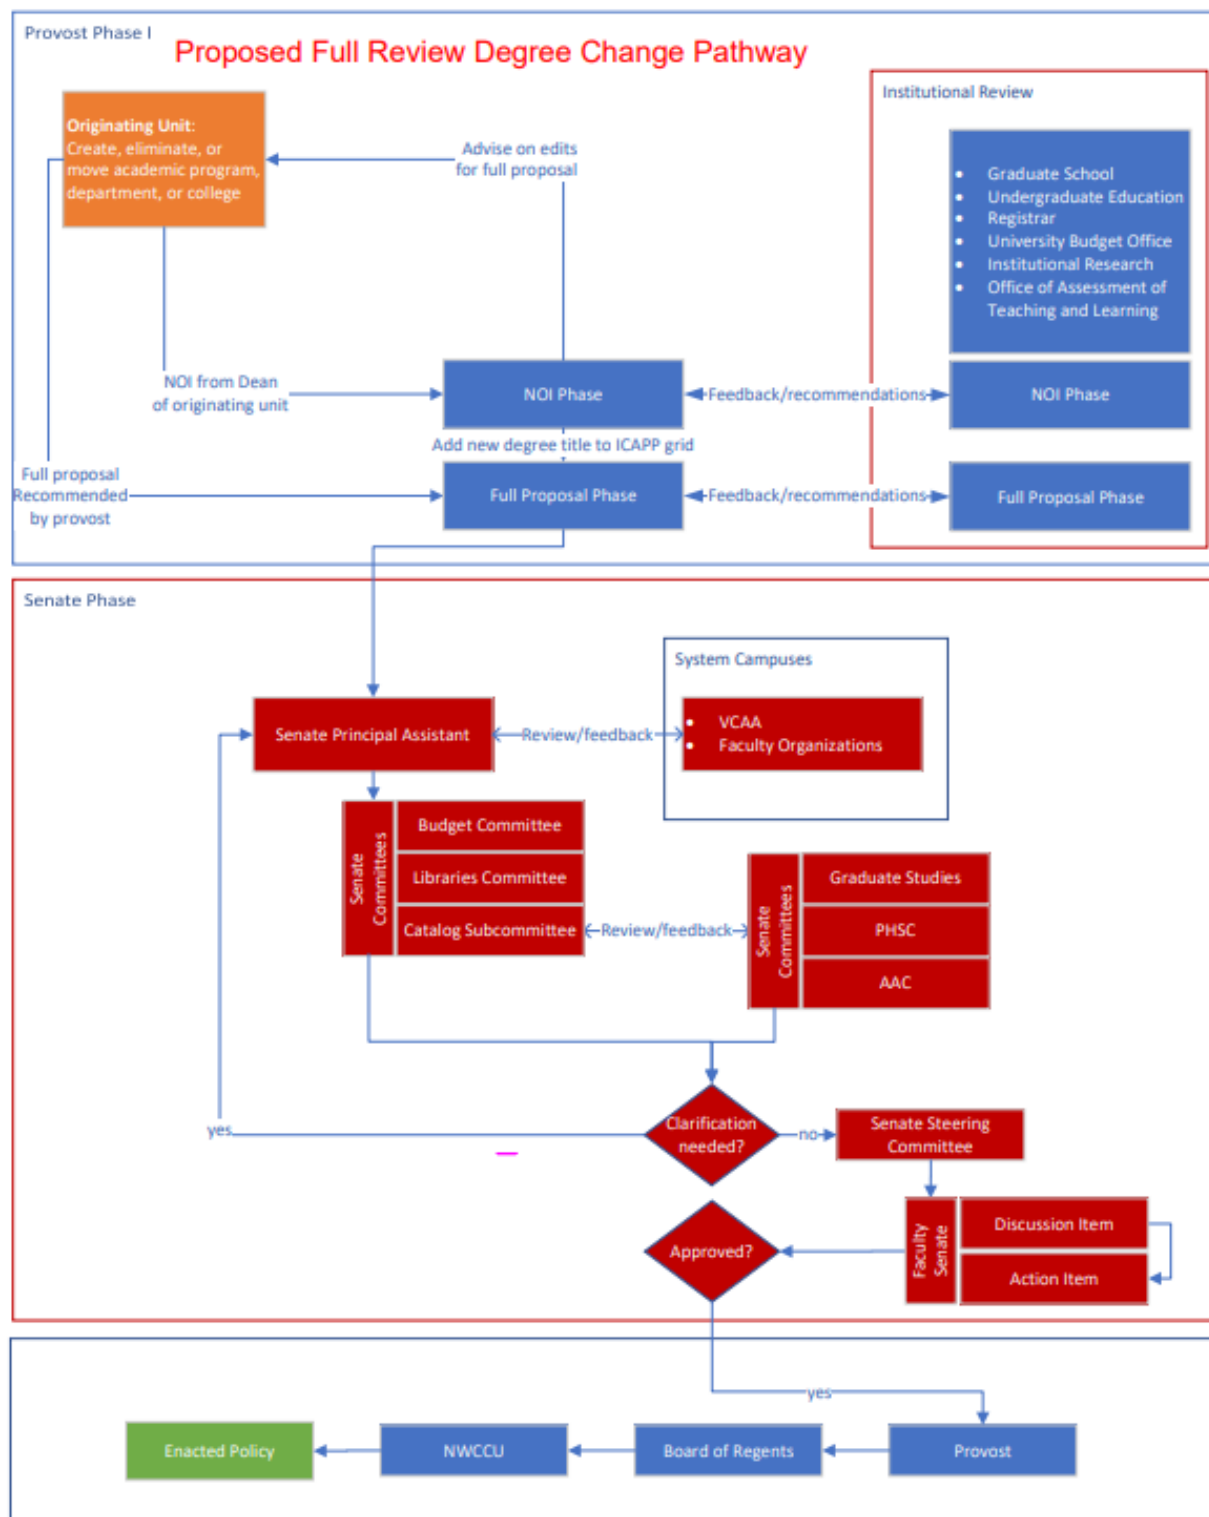 Provost Phase I
Proposed Full Review Degree Change Pathway
Institutional Review
Originating Unit:
Create, eliminate, or
move academic program,
department, or college
Advise on edits
for full proposal
• Graduate School
• Undergraduate Education
• Registrar
• University Budget Office
• Institutional Research
• Office of Assessment of
Teaching and Learning
NOI from Dean
of originating unit
NOI Phase
Feedback/recommendations
NOI Phase
Add new degree title to ICAPP grid
Full proposal
Recommended
by provost
Full Proposal Phase
Feedback/recommendations
Full Proposal Phase
Senate Phase
System Campuses
Senate Principal Assistant
Review/feedback
• VCAA
• Faculty Organizations
Senate
Committees
Budget Committee
Libraries Committee
Catalog Subcommittee
Review/feedback
Senate
Committees
Graduate Studies
PHSC
AAC
yes
Clarification
needed?
no
Senate Steering
Committee
Approved?
Faculty
Senate
Discussion Item
Action Item
yes
Enacted Policy
NWCCU
Board of Regents
Provost